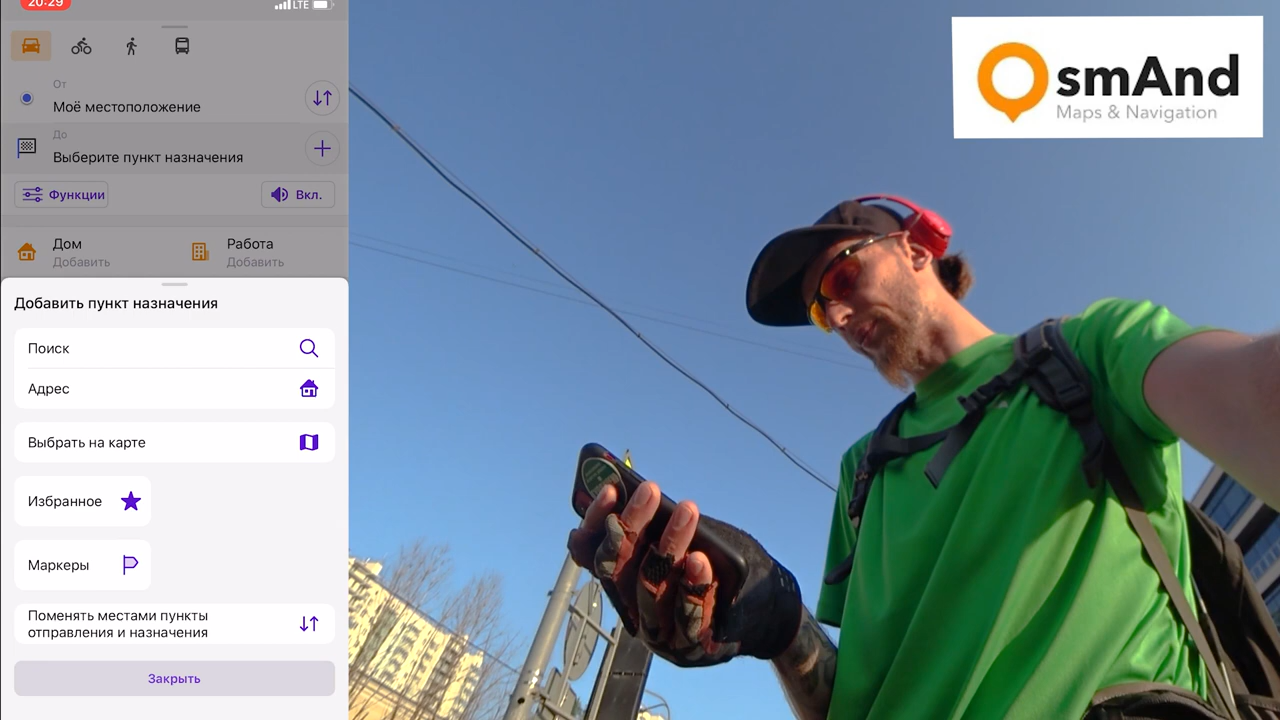 20:29
LTE
От
Моё местоположение
До
Выберите пункт назначения
Функции
Вкл.
Дом
Добавить
Работа
Добавить
Добавить пункт назначения
Поиск
Адрес
Выбрать на карте
Избранное
Маркеры
Поменять местами пункты
отправления и назначения
Закрыть
OsmAnd
Maps & Navigation